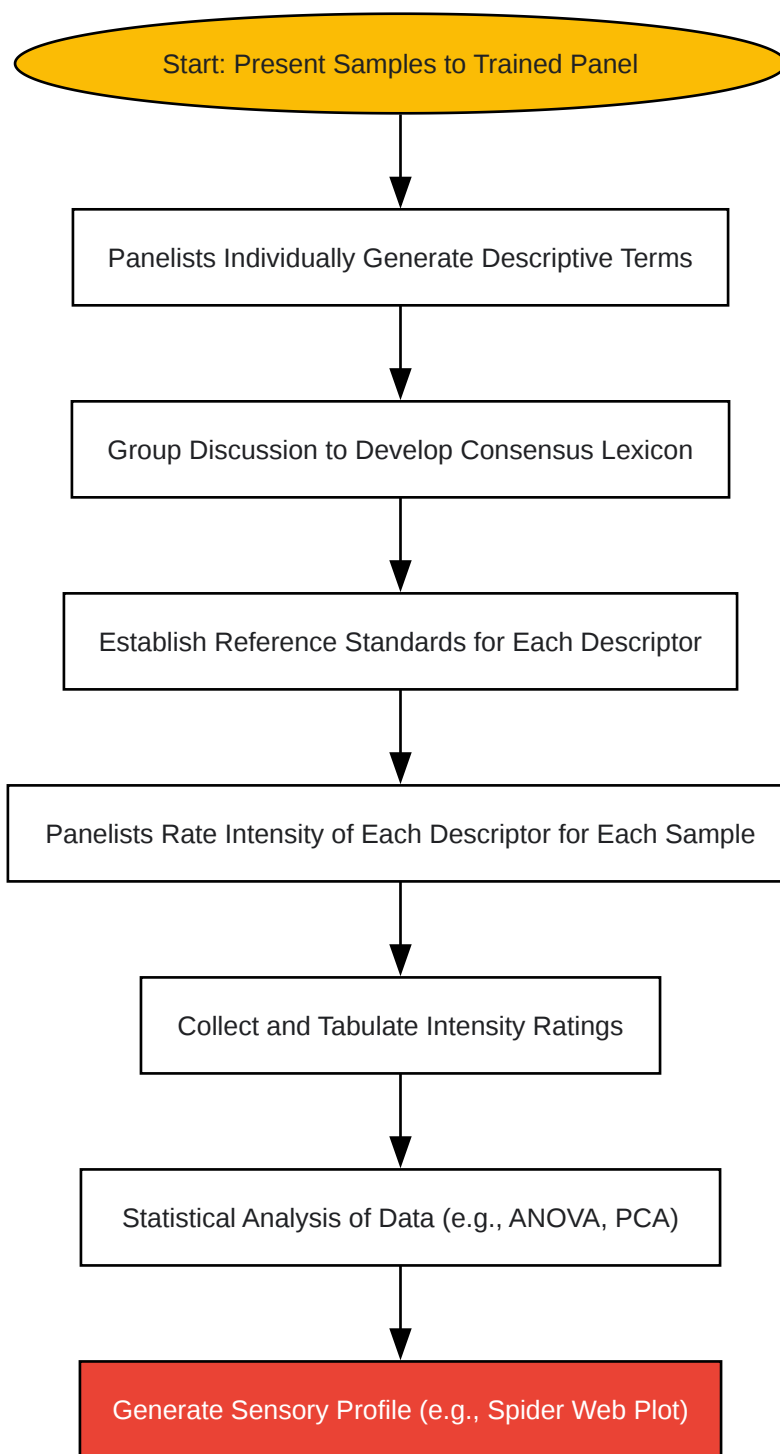 Start: Present Samples to Trained Panel
Panelists Individually Generate Descriptive Terms
Group Discussion to Develop Consensus Lexicon
Establish Reference Standards for Each Descriptor
Panelists Rate Intensity of Each Descriptor for Each Sample
Collect and Tabulate Intensity Ratings
Statistical Analysis of Data (e.g., ANOVA, PCA)
Generate Sensory Profile (e.g., Spider Web Plot)